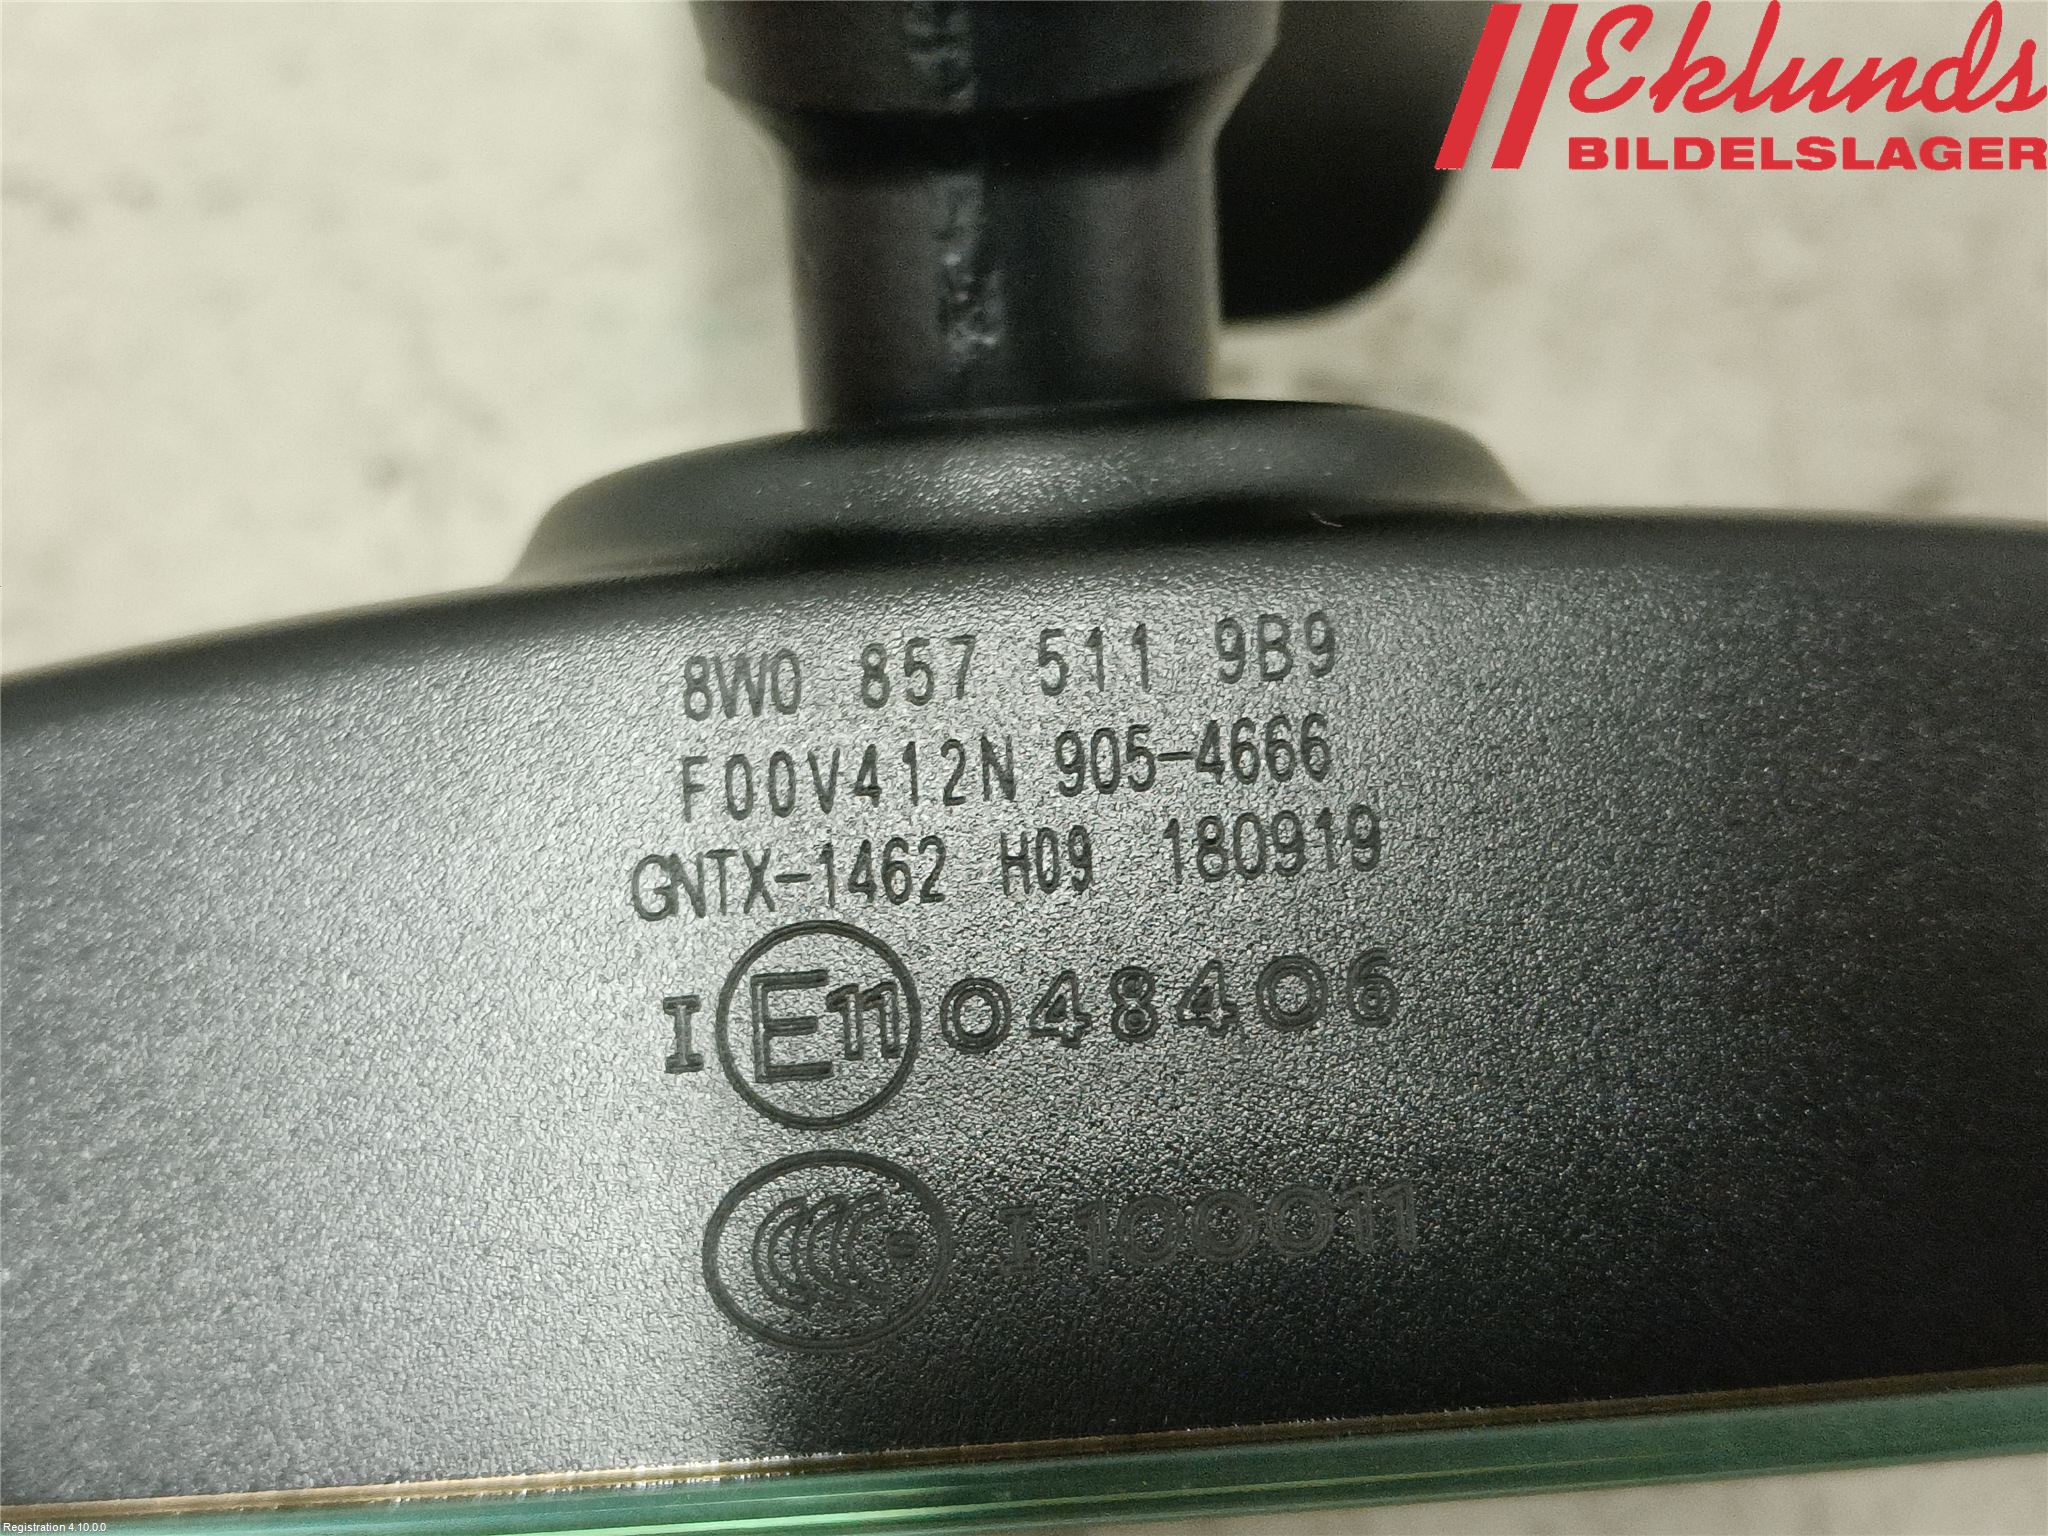 Eklunds
BILDELSLAGER
8W0 857 511 9B9
F00V412N 905-4666
GNTX-1462 H09 180919
I E11 048406
CCC I 100011
Registration 4.10.0.0